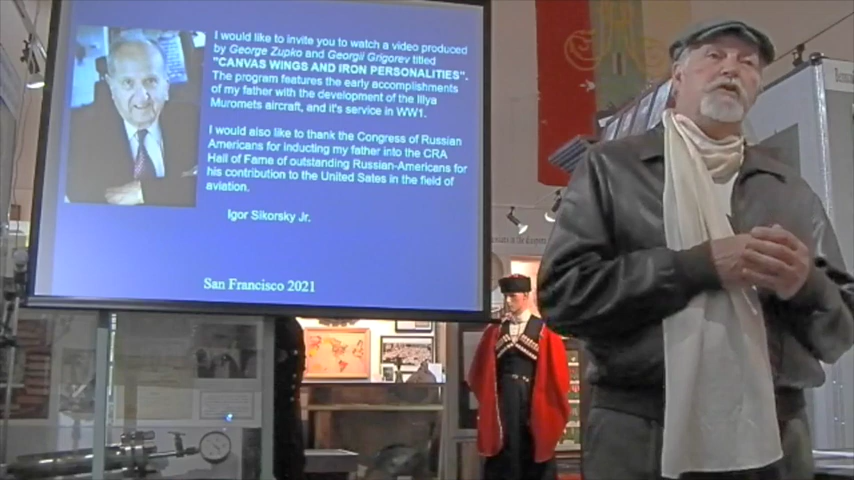 I would like to invite you to watch a video produced
by George Zupko and Georgii Grigorev titled
"CANVAS WINGS AND IRON PERSONALITIES".
The program features the early accomplishments
of my father with the development of the Illya
Muromets aircraft, and it's service in WW1.
I would also like to thank the Congress of Russian
Americans for inducting my father into the CRA
Hall of Fame of outstanding Russian-Americans for
his contribution to the United Sates in the field of
aviation.
Igor Sikorsky Jr.
San Francisco 2021